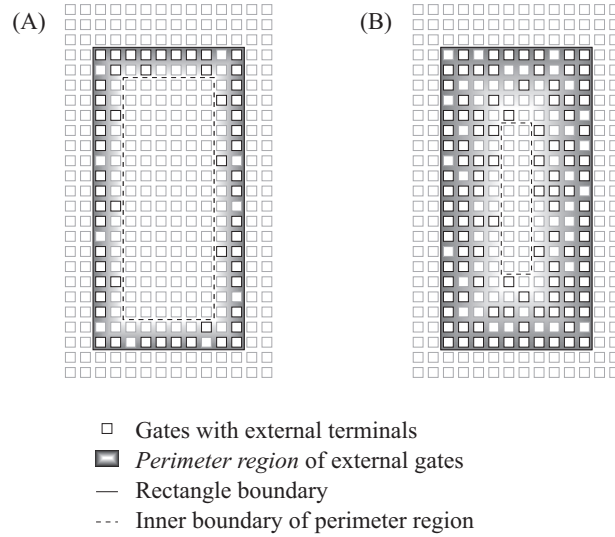 (A)
(B)
Gates with external terminals
Perimeter region of external gates
Rectangle boundary
Inner boundary of perimeter region